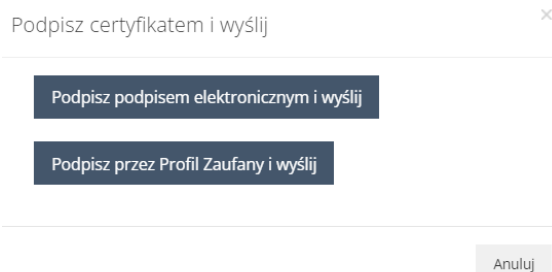 Podpisz certyfikatem i wyślij
×
Podpisz podpisem elektronicznym i wyślij
Podpisz przez Profil Zaufany i wyślij
Anuluj